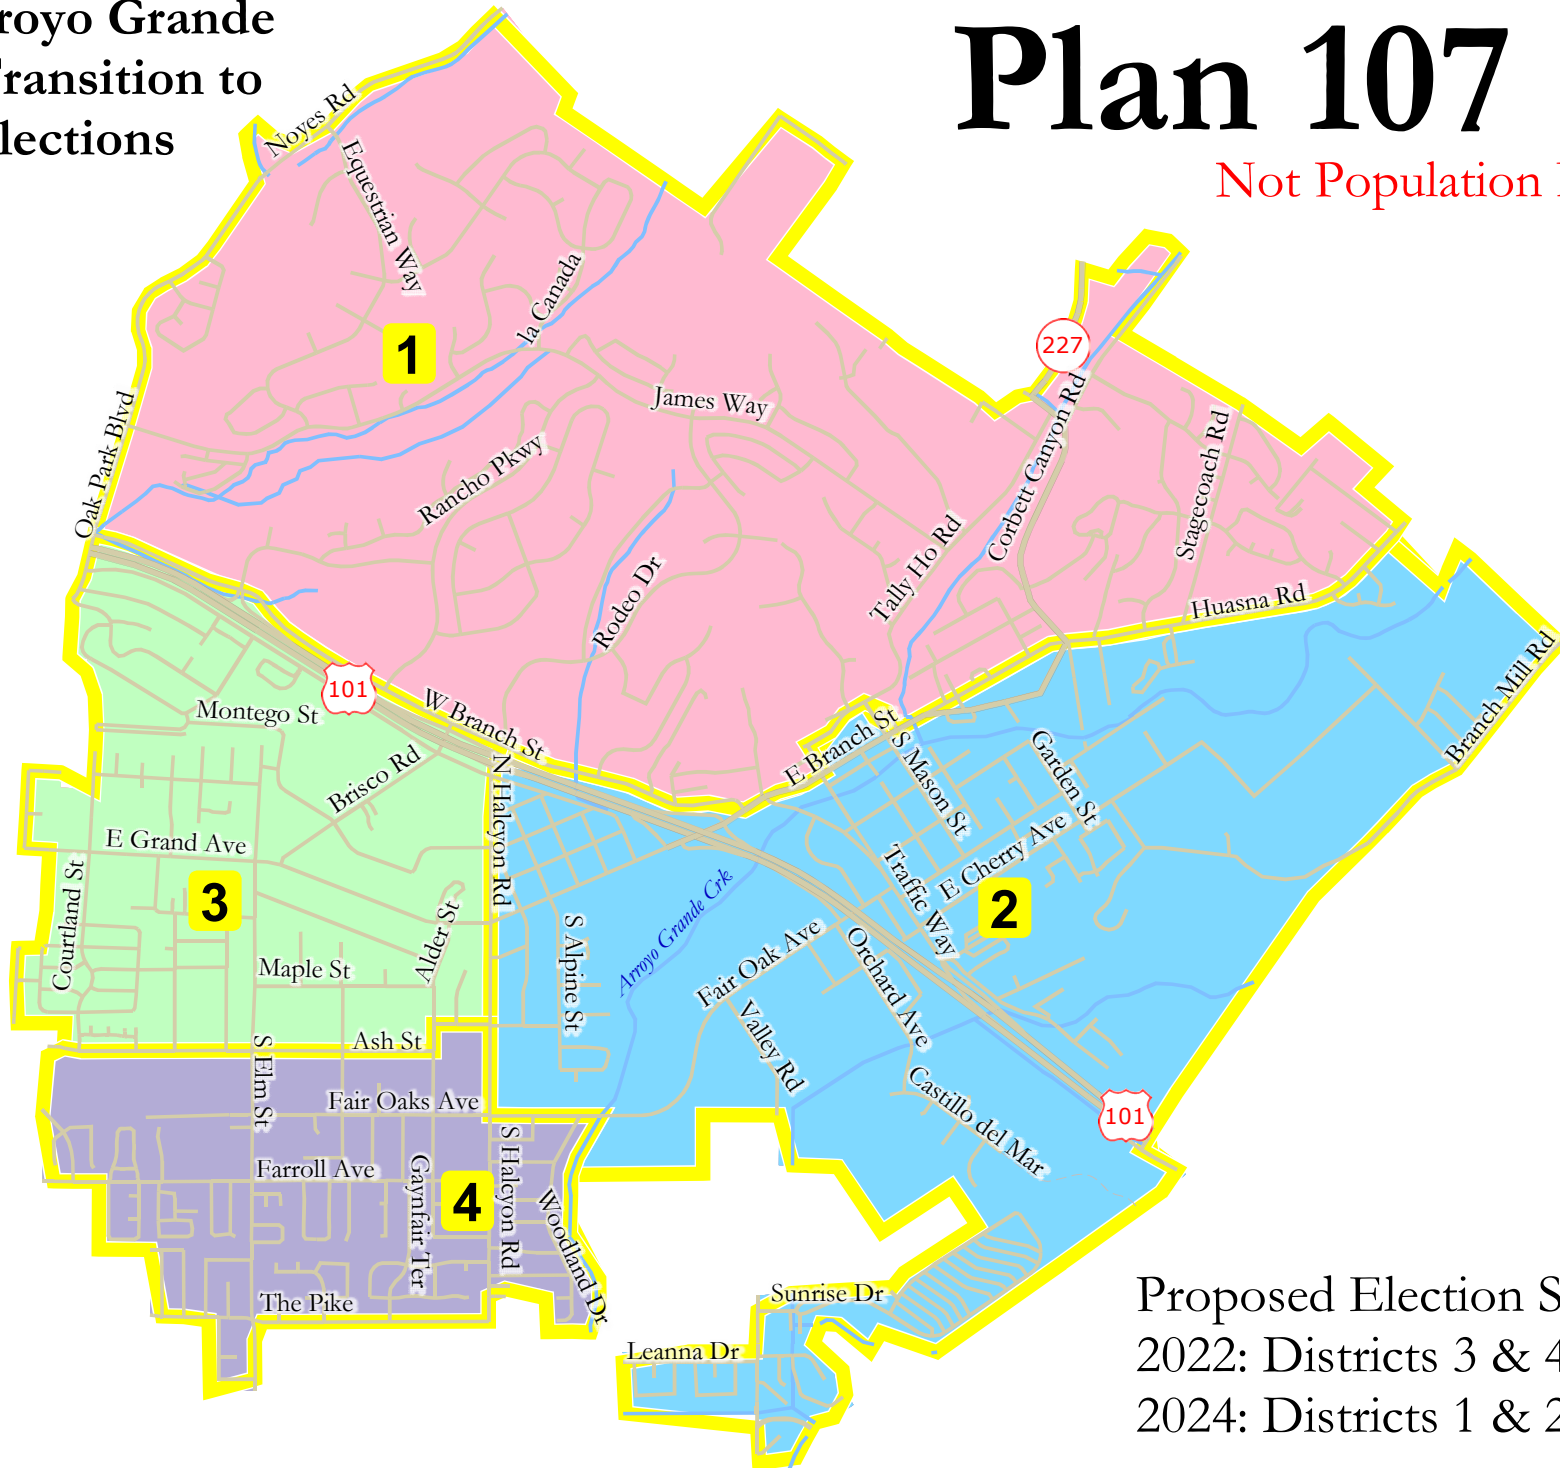 royo Grande
Transition to
lections
Plan 107
Not Population
Noyes Rd
Equestrian Way
la Canada
1
227
James Way
Oak Park Blvd
Rancho Pkwy
Corbett Canyon Rd
Stagecoach Rd
Tally Ho Rd
Rodeo Dr
Huasna Rd
101
W Branch St
Montego St
Brisco Rd
E Branch St
S Mason St
Garden St
Branch Mill Rd
N Halcyon Rd
E Grand Ave
E Cherry Ave
Traffic Way
3
2
Courtland St
Alder St
S Alpine St
Arroyo Grande Crk
Fair Oak Ave
Orchard Ave
Maple St
Valley Rd
Ash St
S Elm St
Castillo del Mar
Fair Oaks Ave
101
Farroll Ave
Gaynfair Ter
4
S Halcyon Rd
Woodland Dr
The Pike
Sunrise Dr
Leanna Dr
Proposed Election S
2022: Districts 3 & 4
2024: Districts 1 & 2